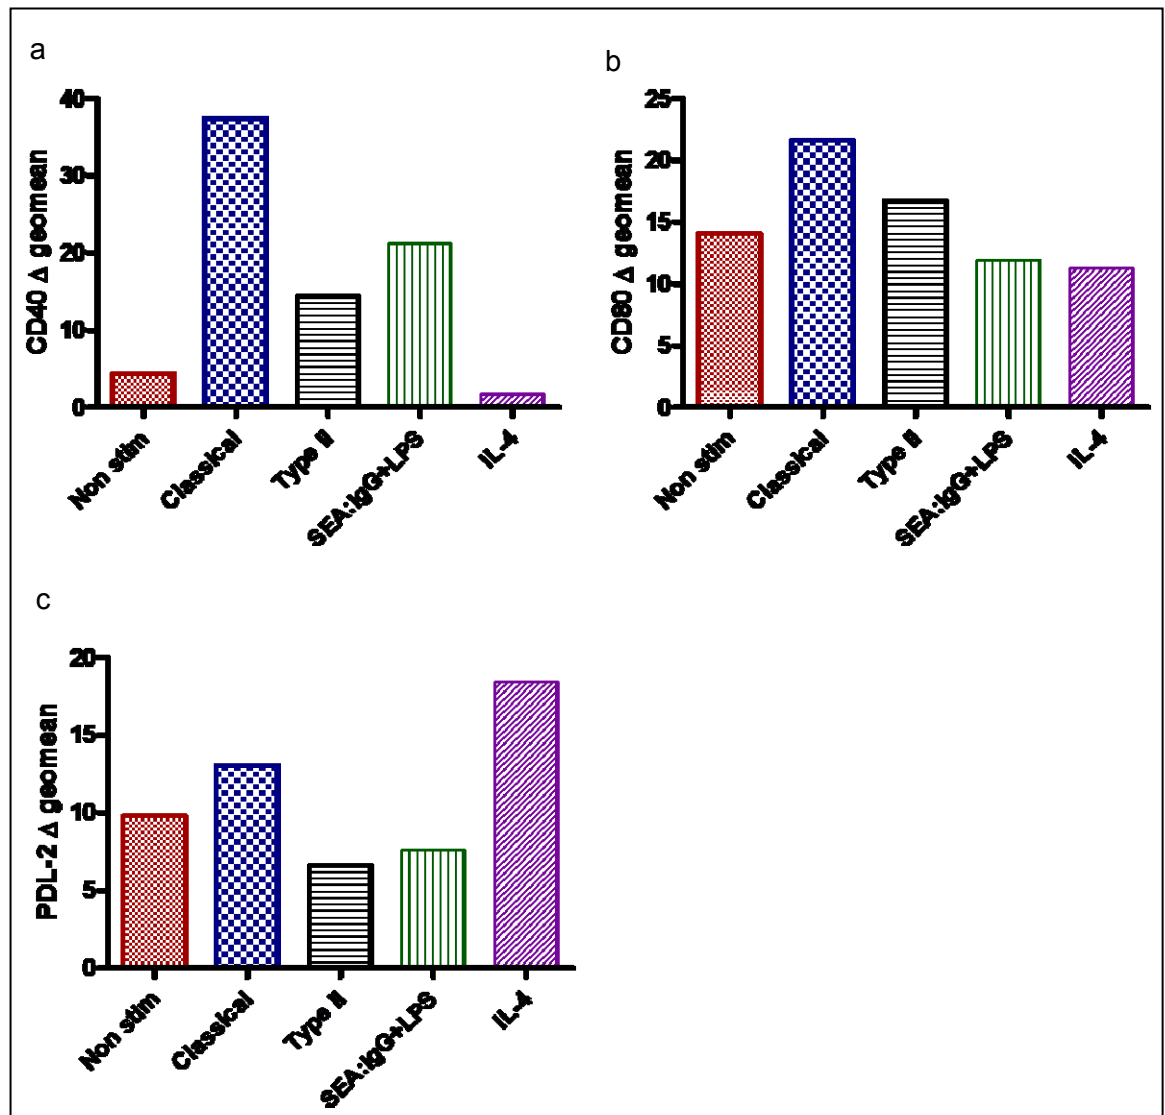 a
CD40 Δ geomean
40
30
20
10
0
Non stim
Classical
Type II
SEA:IgG+LPS
IL-4
b
CD80 Δ geomean
25
20
15
10
5
0
Non stim
Classical
Type II
SEA:IgG+LPS
IL-4
c
PDL-2 Δ geomean
20
15
10
5
0
Non stim
Classical
Type II
SEA:IgG+LPS
IL-4